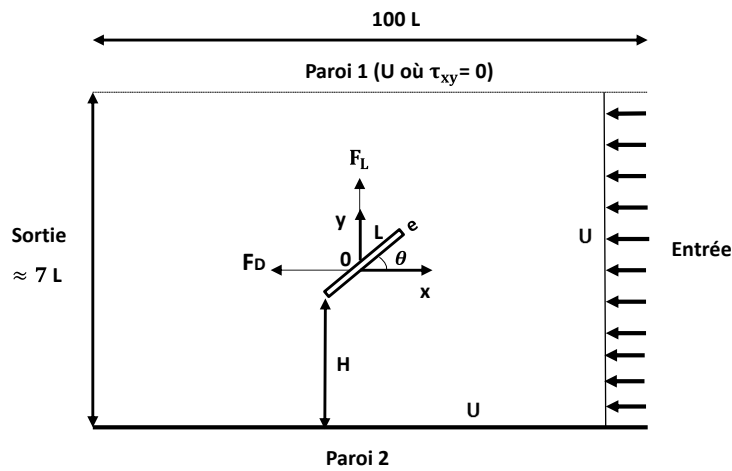 100 L
Paroi 1 (U où τxy= 0)
FL
y
L
e
Sortie
≈ 7 L
U
Entrée
FD
0
θ
x
H
U
Paroi 2